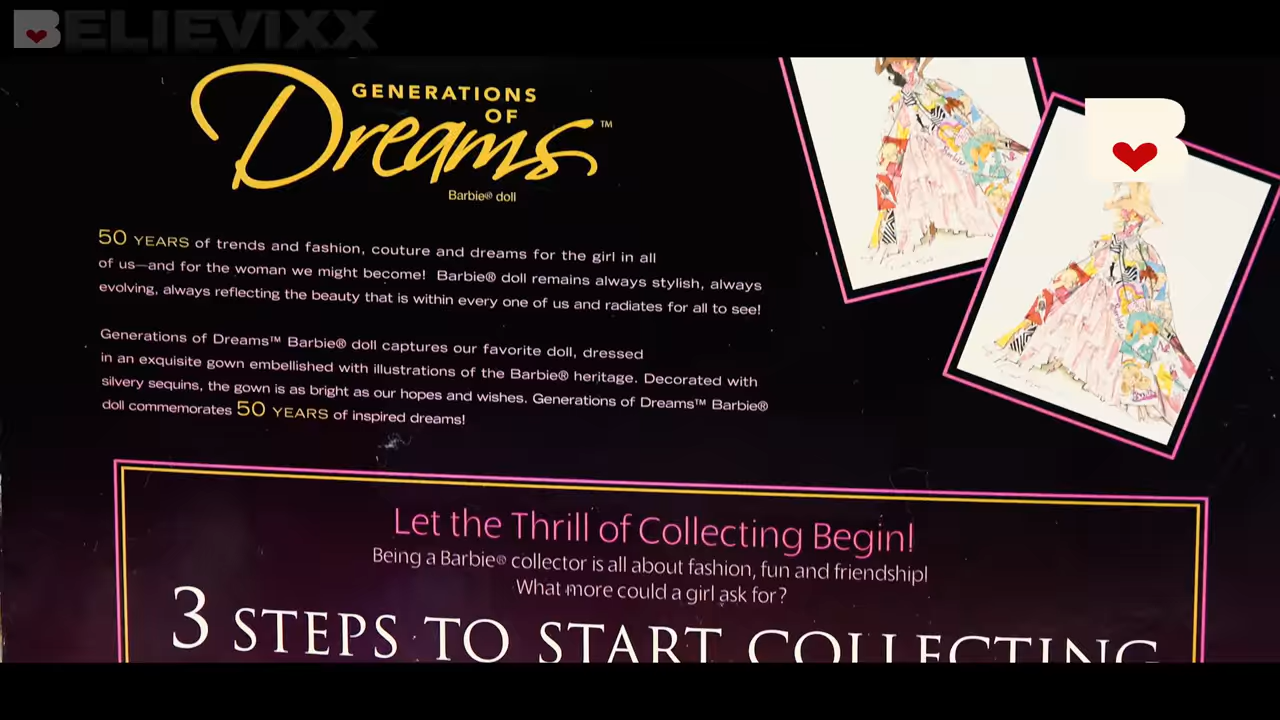 BELIEVIXX
GENERATIONS
OF
Dreams™
Barbie® doll
50 YEARS of trends and fashion, couture and dreams for the girl in all
of us—and for the woman we might become! Barbie® doll remains always stylish, always
evolving, always reflecting the beauty that is within every one of us and radiates for all to see!
Generations of Dreams™ Barbie® doll captures our favorite doll, dressed
in an exquisite gown embellished with illustrations of the Barbie® heritage. Decorated with
silvery sequins, the gown is as bright as our hopes and wishes. Generations of Dreams™ Barbie®
doll commemorates 50 YEARS of inspired dreams!
Let the Thrill of Collecting Begin!
Being a Barbie® collector is all about fashion, fun and friendship!
What more could a girl ask for?
3 STEPS TO START COLLECTING
B